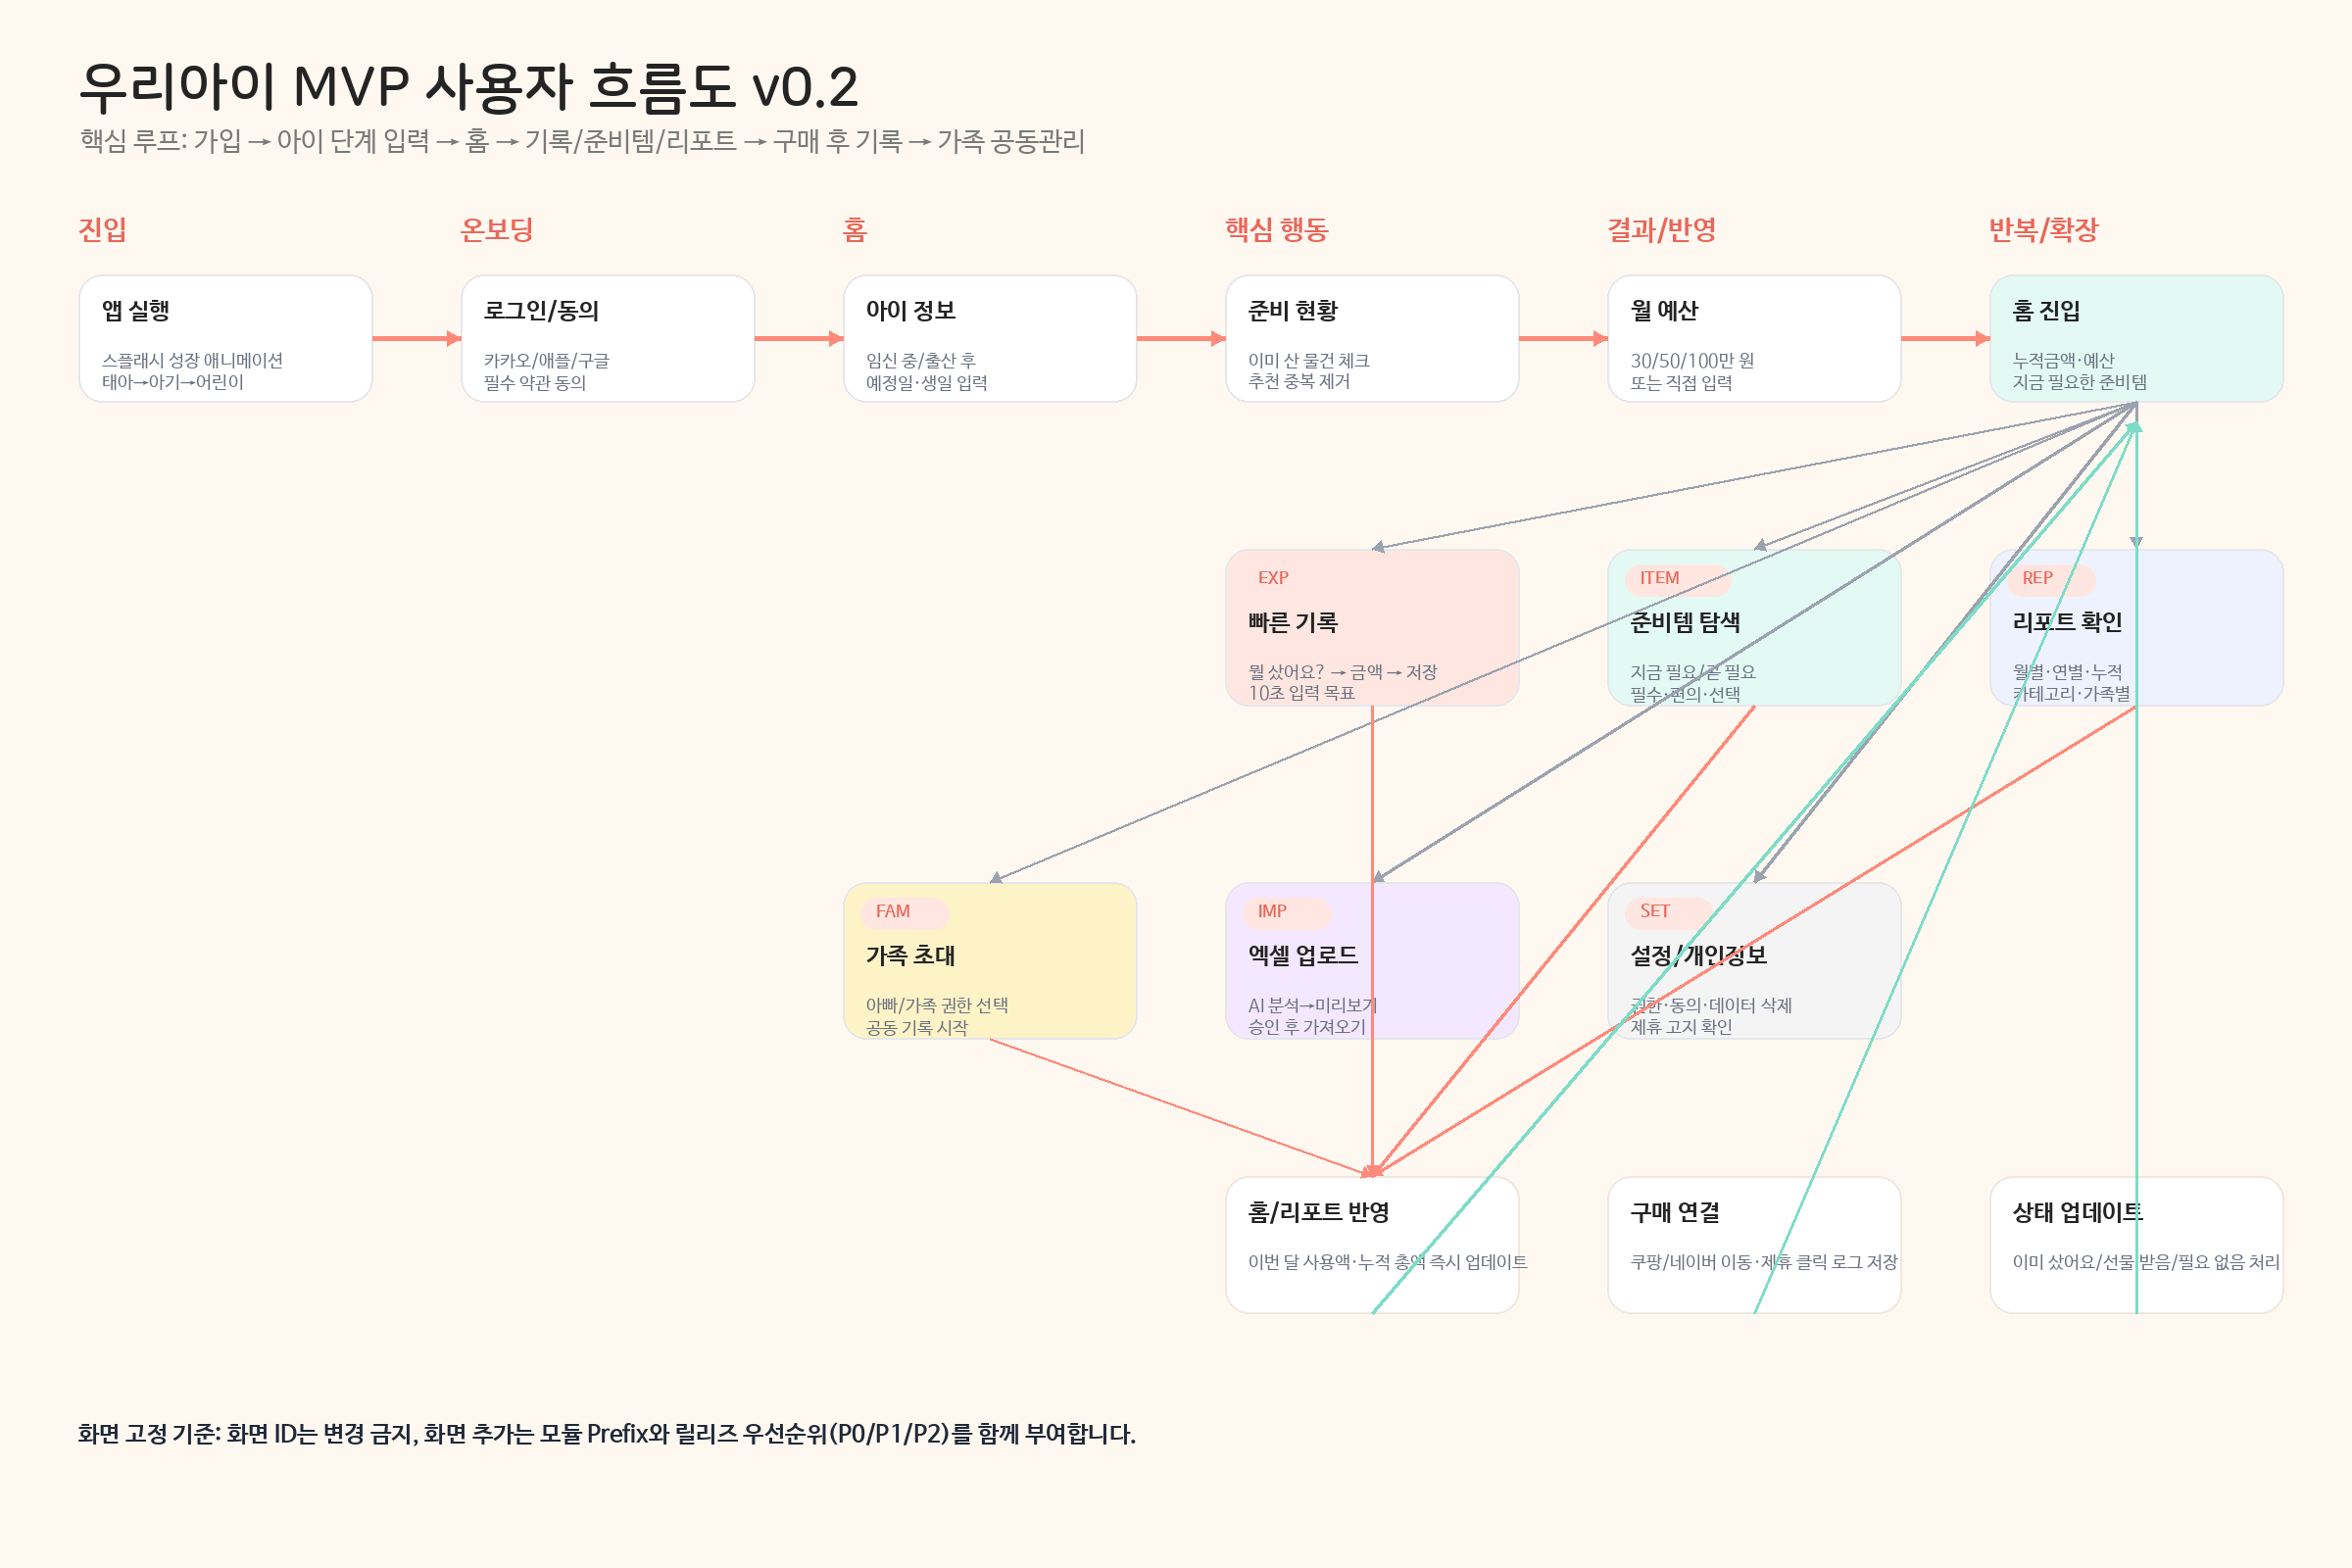 우리아이 MVP 사용자 흐름도 v0.2
핵심 루프: 가입 → 아이 단계 입력 → 홈 → 기록/준비템/리포트 → 구매 후 기록 → 가족 공동관리
진입
온보딩
홈
핵심 행동
결과/반영
반복/확장
앱 실행
스플래시 성장 애니메이션
태아→아기→어린이
로그인/동의
카카오/애플/구글
필수 약관 동의
아이 정보
임신 중/출산 후
예정일·생일 입력
준비 현황
이미 산 물건 체크
추천 중복 제거
월 예산
30/50/100만 원
또는 직접 입력
홈 진입
누적금액·예산
지금 필요한 준비템
EXP
빠른 기록
뭘 샀어요? → 금액 → 저장
10초 입력 목표
ITEM
준비템 탐색
지금 필요/곧 필요
필수·편의·선택
REP
리포트 확인
월별·연별·누적
카테고리·가족별
FAM
가족 초대
아빠/가족 권한 선택
공동 기록 시작
IMP
엑셀 업로드
AI 분석→미리보기
승인 후 가져오기
SET
설정/개인정보
권한·동의·데이터 삭제
제휴 고지 확인
홈/리포트 반영
이번 달 사용액·누적 총액 즉시 업데이트
구매 연결
쿠팡/네이버 이동·제휴 클릭 로그 저장
상태 업데이트
이미 샀어요/선물 받음/필요 없음 처리
화면 고정 기준: 화면 ID는 변경 금지, 화면 추가는 모듈 Prefix와 릴리즈 우선순위(P0/P1/P2)를 함께 부여합니다.